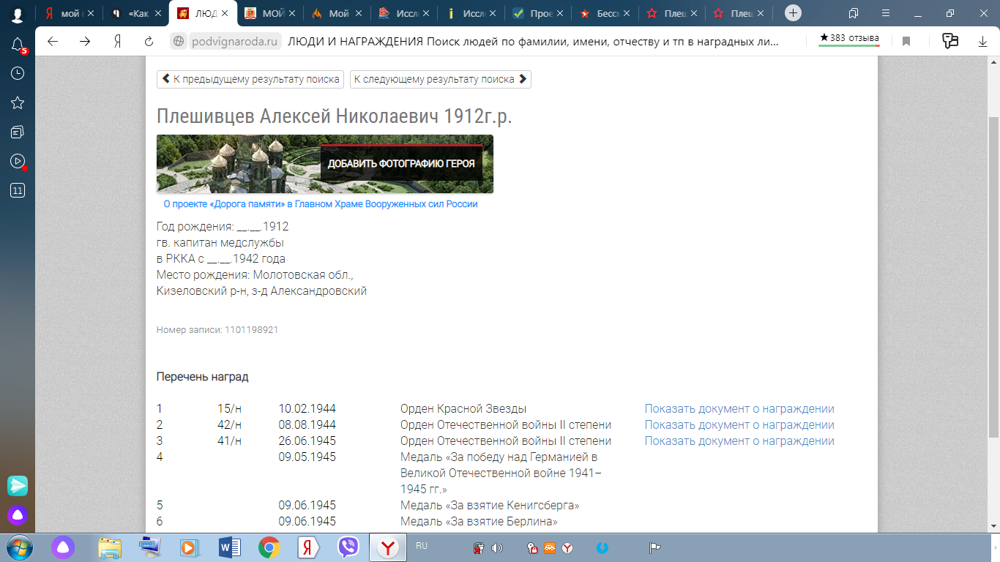 мой г
«Как
ЛЮД
МОЙ
Мой
Иссл
Иссл
Прое
Бесск
Плец
Плец
podvignaroda.ru ЛЮДИ И НАГРАЖДЕНИЯ Поиск людей по фамилии, имени, отчеству и тп в наградных ли...
★383 отзыва
5
11
К предыдущему результату поиска
К следующему результату поиска
Плешивцев Алексей Николаевич 1912г.р.
ДОБАВИТЬ ФОТОГРАФИЮ ГЕРОЯ
О проекте «Дорога памяти» в Главном Храме Вооруженных сил России
Год рождения: __.__.1912
гв. капитан медслужбы
в РККА с __.__.1942 года
Место рождения: Молотовская обл.,
Кизеловский р-н, з-д Александровский
Номер записи: 1101198921
Перечень наград
1 15/н 10.02.1944 Орден Красной Звезды Показать документ о награждении
2 42/н 08.08.1944 Орден Отечественной войны II степени Показать документ о награждении
3 41/н 26.06.1945 Орден Отечественной войны II степени Показать документ о награждении
4 09.05.1945 Медаль «За победу над Германией в
Великой Отечественной войне 1941–
1945 гг.»
5 09.06.1945 Медаль «За взятие Кенигсберга»
6 09.06.1945 Медаль «За взятие Берлина»
RU